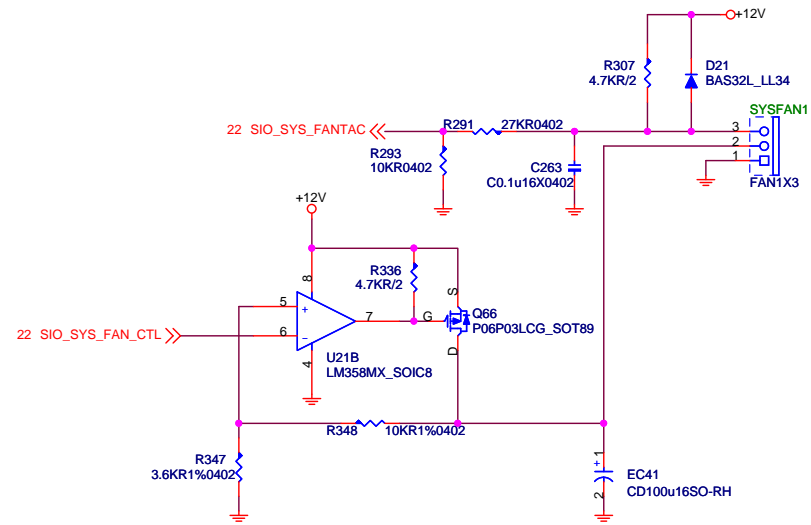 +12V
R307
4.7KR/2
D21
BAS32L_LL34
SYSFAN1
22 SIO_SYS_FANTAC
R291
27KR0402
3
2
1
R293
10KR0402
C263
C0.1u16X0402
FAN1X3
+12V
8
R336
4.7KR/2
S
5
+
7
G
Q66
P06P03LCG_SOT89
22 SIO_SYS_FAN_CTL
6
−
D
4
U21B
LM358MX_SOIC8
R348
10KR1%0402
R347
3.6KR1%0402
1
+
2
EC41
CD100u16SO-RH